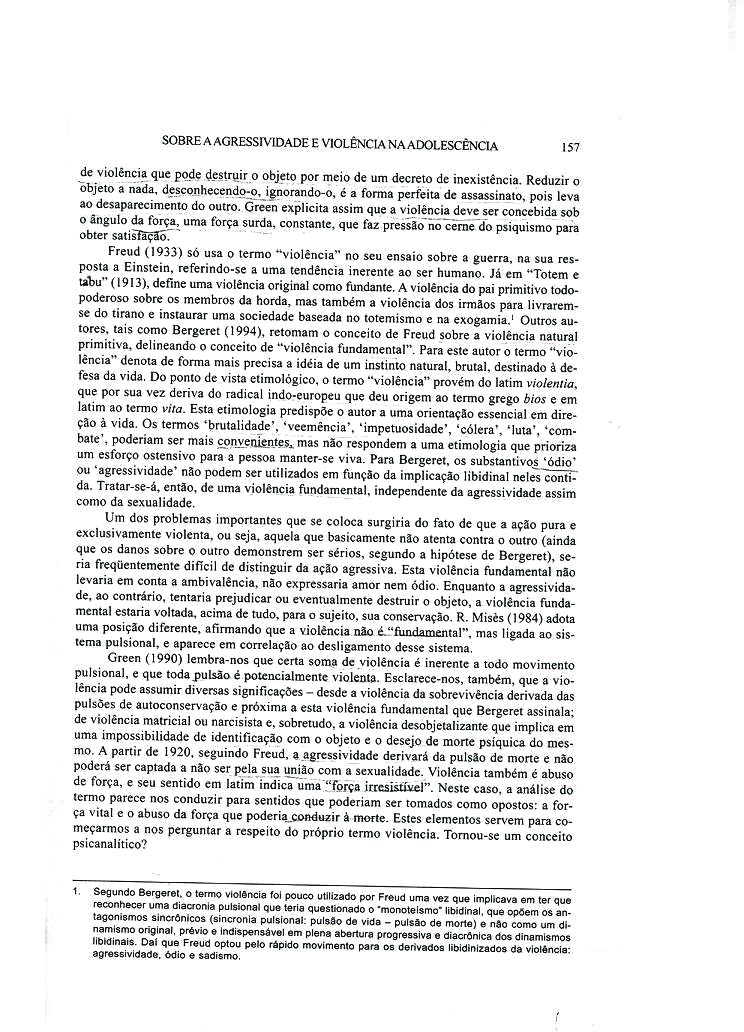 SOBRE A AGRESSIVIDADE E VIOLÊNCIA NA ADOLESCÊNCIA 157
de violência que pode destruir o objeto por meio de um decreto de inexistência. Reduzir o
objeto a nada, desconhecendo-o, ignorando-o, é a forma perfeita de assassinato, pois leva
ao desaparecimento do outro. Green explicita assim que a violência deve ser concebida sob
o ângulo da força, uma força surda, constante, que faz pressão no cerne do psiquismo para
obter satisfação.
Freud (1933) só usa o termo “violência” no seu ensaio sobre a guerra, na sua res-
posta a Einstein, referindo-se a uma tendência inerente ao ser humano. Já em “Totem e
tabu” (1913), define uma violência original como fundante. A violência do pai primitivo todo-
poderoso sobre os membros da horda, mas também a violência dos irmãos para livrarem-
se do tirano e instaurar uma sociedade baseada no totemismo e na exogamia.¹ Outros au-
tores, tais como Bergeret (1994), retomam o conceito de Freud sobre a violência natural
primitiva, delineando o conceito de “violência fundamental”. Para este autor o termo “vio-
lência” denota de forma mais precisa a idéia de um instinto natural, brutal, destinado à de-
fesa da vida. Do ponto de vista etimológico, o termo “violência” provém do latim violentia,
que por sua vez deriva do radical indo-europeu que deu origem ao termo grego bios e em
latim ao termo vita. Esta etimologia predispõe o autor a uma orientação essencial em dire-
ção à vida. Os termos ‘brutalidade’, ‘veemência’, ‘impetuosidade’, ‘cólera’, ‘luta’, ‘com-
bate’, poderiam ser mais convenientes, mas não respondem a uma etimologia que prioriza
um esforço ostensivo para a pessoa manter-se viva. Para Bergeret, os substantivos ‘ódio’
ou ‘agressividade’ não podem ser utilizados em função da implicação libidinal neles conti-
da. Tratar-se-á, então, de uma violência fundamental, independente da agressividade assim
como da sexualidade.
Um dos problemas importantes que se coloca surgiria do fato de que a ação pura e
exclusivamente violenta, ou seja, aquela que basicamente não atenta contra o outro (ainda
que os danos sobre o outro demonstrem ser sérios, segundo a hipótese de Bergeret), se-
ria freqüentemente difícil de distinguir da ação agressiva. Esta violência fundamental não
levaria em conta a ambivalência, não expressaria amor nem ódio. Enquanto a agressivida-
de, ao contrário, tentaria prejudicar ou eventualmente destruir o objeto, a violência funda-
mental estaria voltada, acima de tudo, para o sujeito, sua conservação. R. Misès (1984) adota
uma posição diferente, afirmando que a violência não é “fundamental”, mas ligada ao sis-
tema pulsional, e aparece em correlação ao desligamento desse sistema.
Green (1990) lembra-nos que certa soma de violência é inerente a todo movimento
pulsional, e que toda pulsão é potencialmente violenta. Esclarece-nos, também, que a vio-
lência pode assumir diversas significações – desde a violência da sobrevivência derivada das
pulsões de autoconservação e próxima a esta violência fundamental que Bergeret assinala;
de violência matricial ou narcisista e, sobretudo, a violência desobjetalizante que implica em
uma impossibilidade de identificação com o objeto e o desejo de morte psíquica do mes-
mo. A partir de 1920, seguindo Freud, a agressividade derivará da pulsão de morte e não
poderá ser captada a não ser pela sua união com a sexualidade. Violência também é abuso
de força, e seu sentido em latim indica uma “força irresistível”. Neste caso, a análise do
termo parece nos conduzir para sentidos que poderiam ser tomados como opostos: a for-
ça vital e o abuso da força que poderia conduzir à morte. Estes elementos servem para co-
meçarmos a nos perguntar a respeito do próprio termo violência. Tornou-se um conceito
psicanalítico?
1. Segundo Bergeret, o termo violência foi pouco utilizado por Freud uma vez que implicava em ter que
reconhecer uma diacronia pulsional que teria questionado o "monoteísmo" libidinal, que opõem os an-
tagonismos sincrônicos (sincronia pulsional: pulsão de vida – pulsão de morte) e não como um di-
namismo original, prévio e indispensável em plena abertura progressiva e diacrônica dos dinamismos
libidinais. Daí que Freud optou pelo rápido movimento para os derivados libidinizados da violência:
agressividade, ódio e sadismo.